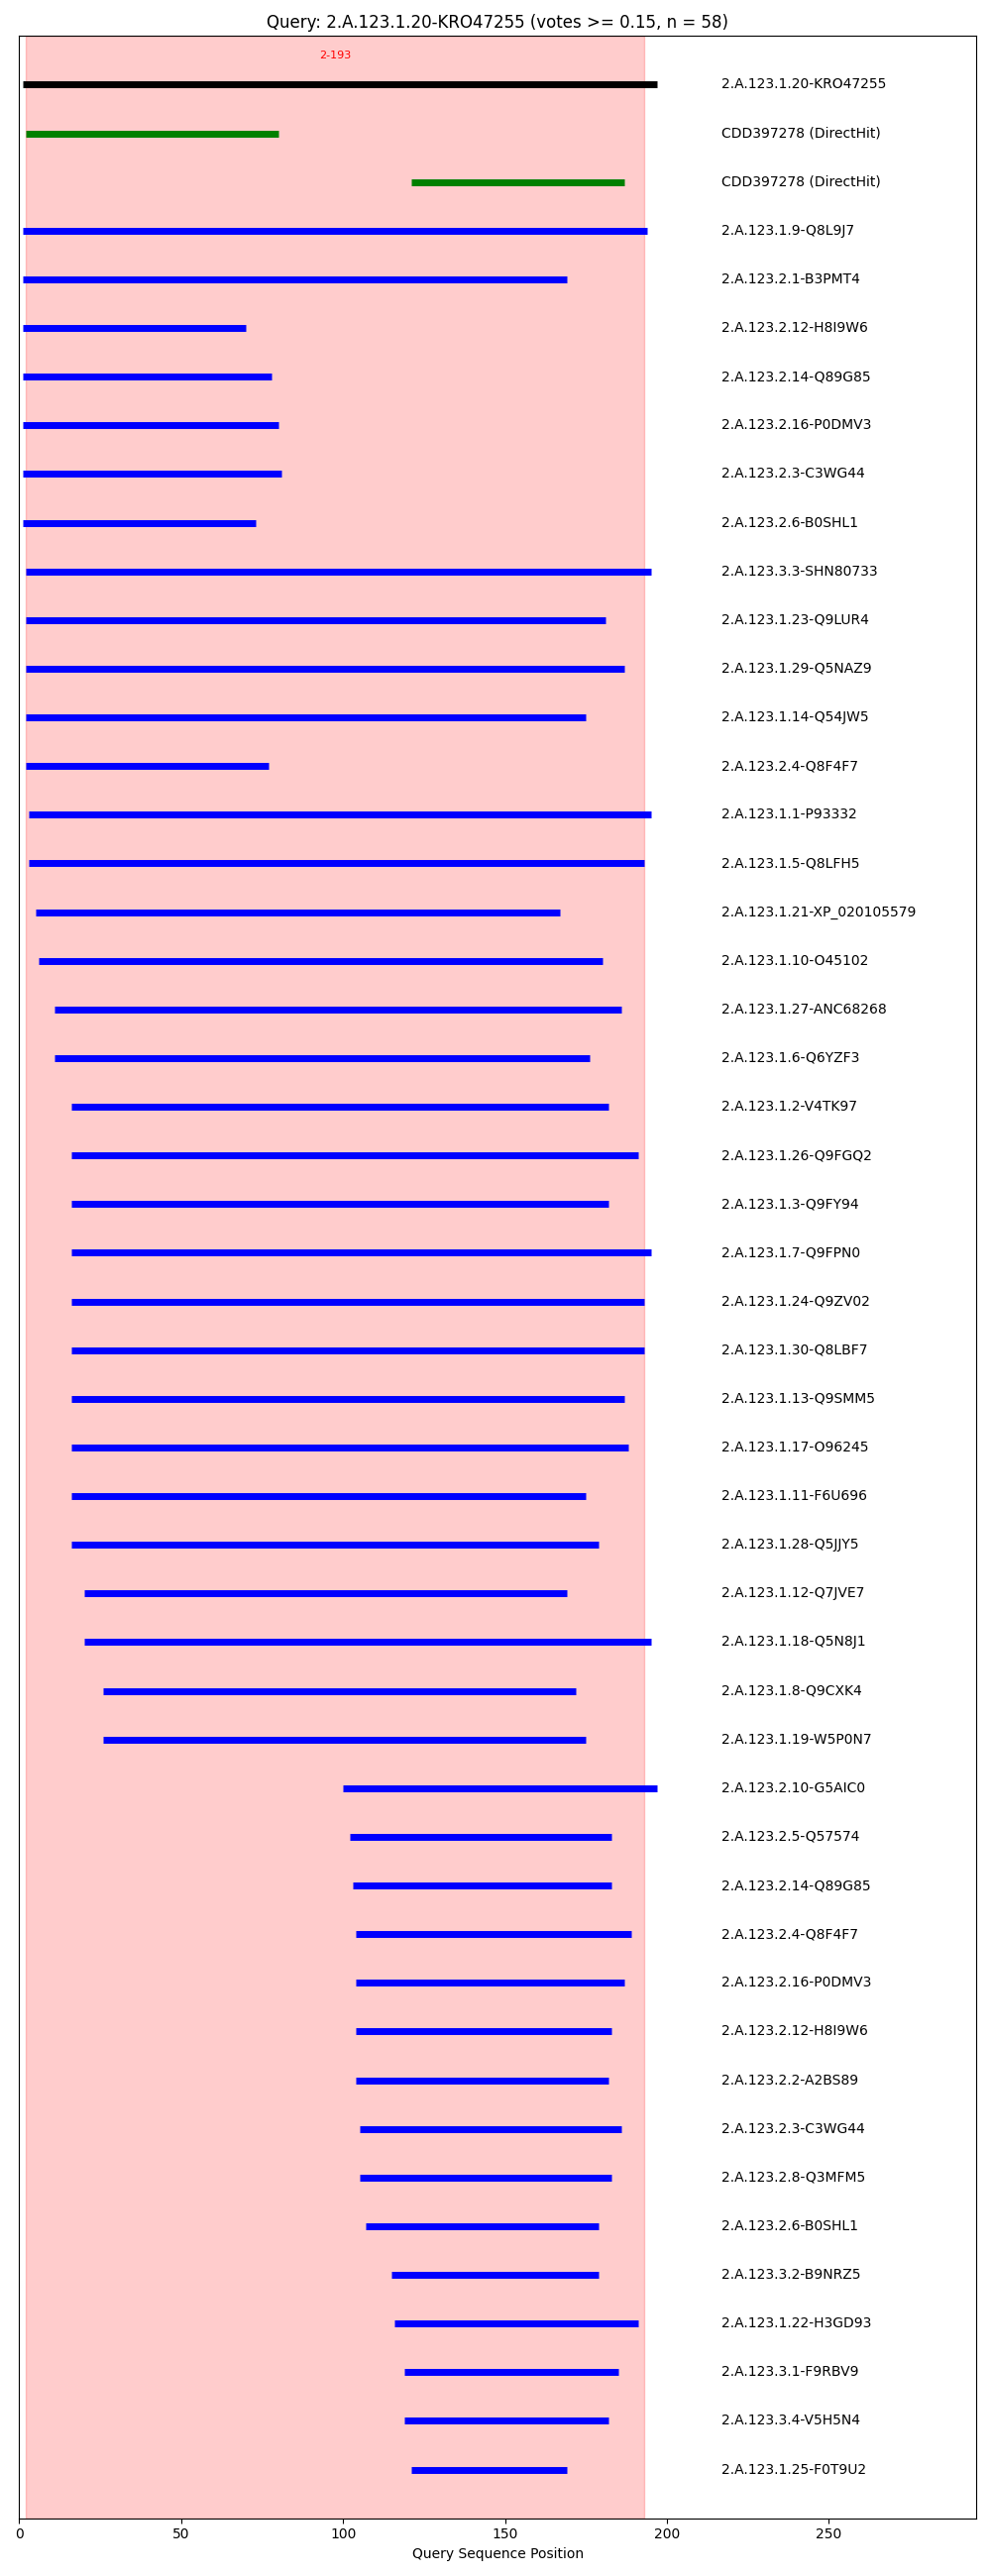 Query: 2.A.123.1.20-KRO47255 (votes >= 0.15, n = 58)
2-193
2.A.123.1.20-KRO47255
CDD397278 (DirectHit)
CDD397278 (DirectHit)
2.A.123.1.9-Q8L9J7
2.A.123.2.1-B3PMT4
2.A.123.2.12-H8I9W6
2.A.123.2.14-Q89G85
2.A.123.2.16-P0DMV3
2.A.123.2.3-C3WG44
2.A.123.2.6-B0SHL1
2.A.123.3.3-SHN80733
2.A.123.1.23-Q9LUR4
2.A.123.1.29-Q5NAZ9
2.A.123.1.14-Q54JW5
2.A.123.2.4-Q8F4F7
2.A.123.1.1-P93332
2.A.123.1.5-Q8LFH5
2.A.123.1.21-XP_020105579
2.A.123.1.10-O45102
2.A.123.1.27-ANC68268
2.A.123.1.6-Q6YZF3
2.A.123.1.2-V4TK97
2.A.123.1.26-Q9FGQ2
2.A.123.1.3-Q9FY94
2.A.123.1.7-Q9FPN0
2.A.123.1.24-Q9ZV02
2.A.123.1.30-Q8LBF7
2.A.123.1.13-Q9SMM5
2.A.123.1.17-O96245
2.A.123.1.11-F6U696
2.A.123.1.28-Q5JJY5
2.A.123.1.12-Q7JVE7
2.A.123.1.18-Q5N8J1
2.A.123.1.8-Q9CXK4
2.A.123.1.19-W5P0N7
2.A.123.2.10-G5AIC0
2.A.123.2.5-Q57574
2.A.123.2.14-Q89G85
2.A.123.2.4-Q8F4F7
2.A.123.2.16-P0DMV3
2.A.123.2.12-H8I9W6
2.A.123.2.2-A2BS89
2.A.123.2.3-C3WG44
2.A.123.2.8-Q3MFM5
2.A.123.2.6-B0SHL1
2.A.123.3.2-B9NRZ5
2.A.123.1.22-H3GD93
2.A.123.3.1-F9RBV9
2.A.123.3.4-V5H5N4
2.A.123.1.25-F0T9U2
0 50 100 150 200 250
Query Sequence Position